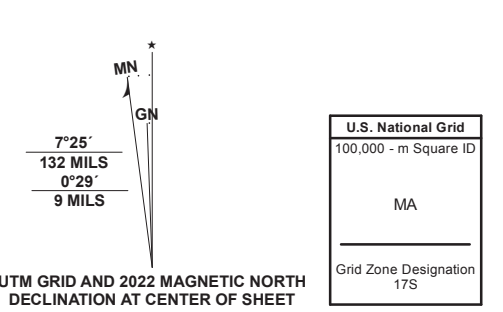 ★
MN
GN
7°25´
132 MILS
0°29´
9 MILS
UTM GRID AND 2022 MAGNETIC NORTH
DECLINATION AT CENTER OF SHEET
U.S. National Grid
100,000 - m Square ID
MA
Grid Zone Designation
17S